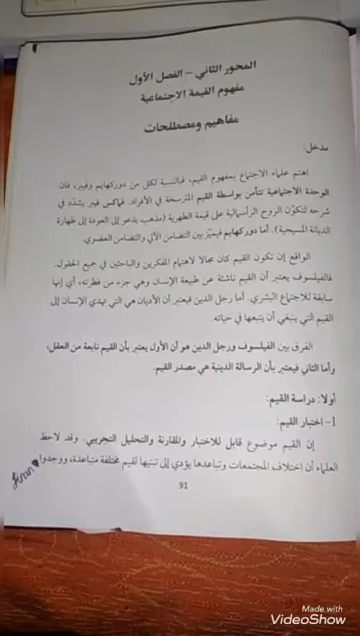 المحور الثاني – الفصل الأول
مفهوم القيمة الاجتماعية
مفاهيم ومصطلحات
مدخل:
اهتم علماء الاجتماع بمفهوم القيم، فبالنسبة لكل من دوركهايم وفيبر، فان
الوحدة الاجتماعية تتأمن بواسطة القيم المترسخة في الأفراد. فماكس فيبر يشدد في
شرحه لتكوّن الروح الرأسمالية على قيمة الطهرية (مذهب يدعو إلى العودة إلى طهارة
الديانة المسيحية)؛ أما دوركهايم فيميّز بين التضامن الآلي والتضامن العضوي.
الواقع إن تكون القيم كان مجالا لاهتمام المفكرين والباحثين في جميع الحقول.
فالفيلسوف يعتبر أن القيم ناشئة عن طبيعة الإنسان وهي جزء من فطرته، أي إنها
سابقة للاجتماع البشري. أما رجل الدين فيعتبر أن الأديان هي التي تهدي الإنسان إلى
القيم التي ينبغي أن يتبعها في حياته.
الفرق بين الفيلسوف ورجل الدين هو أن الأول يعتبر بأن القيم نابعة من العقل،
وأما الثاني فيعتبر بأن الرسالة الدينية هي مصدر القيم.
أولا: دراسة القيم:
1- اختبار القيم:
إن القيم موضوع قابل للاختبار والمقارنة والتحليل التجريبي. وقد لاحظ
العلماء أن اختلاف المجتمعات وتباعدها يؤدي إلى تبنيها لقيم مختلفة متباعدة، ووجدوا
91
Made with
VideoShow